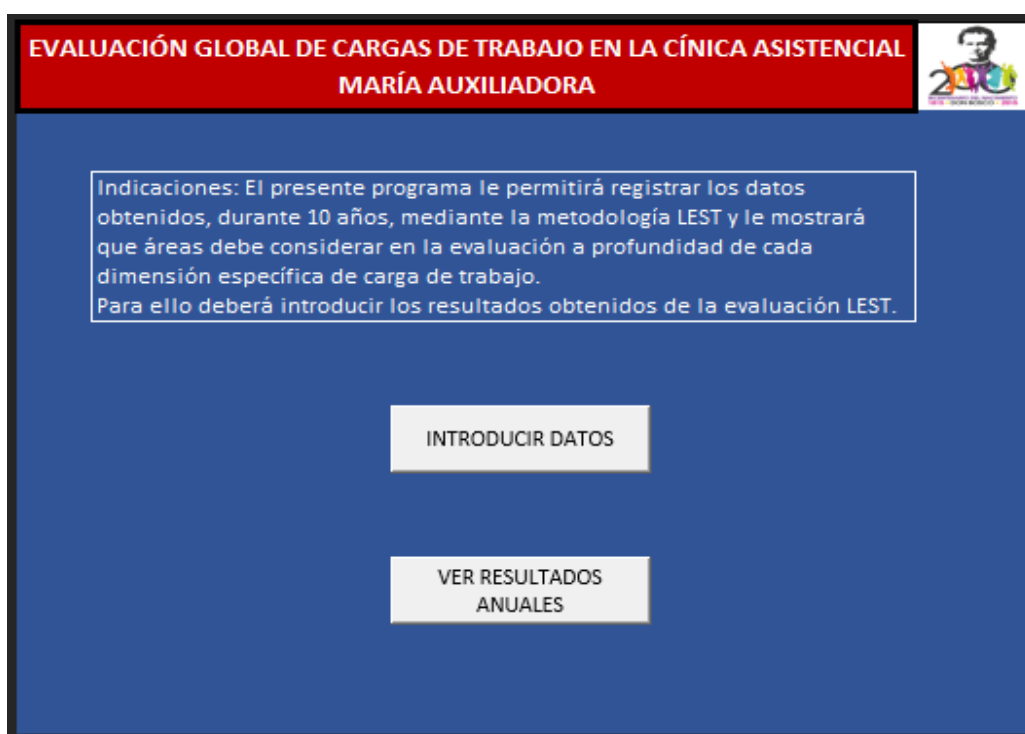 EVALUACIÓN GLOBAL DE CARGAS DE TRABAJO EN LA CÍNICA ASISTENCIAL
MARÍA AUXILIADORA
Indicaciones: El presente programa le permitirá registrar los datos
obtenidos, durante 10 años, mediante la metodología LEST y le mostrará
que áreas debe considerar en la evaluación a profundidad de cada
dimensión específica de carga de trabajo.
Para ello deberá introducir los resultados obtenidos de la evaluación LEST.
INTRODUCIR DATOS
VER RESULTADOS
ANUALES